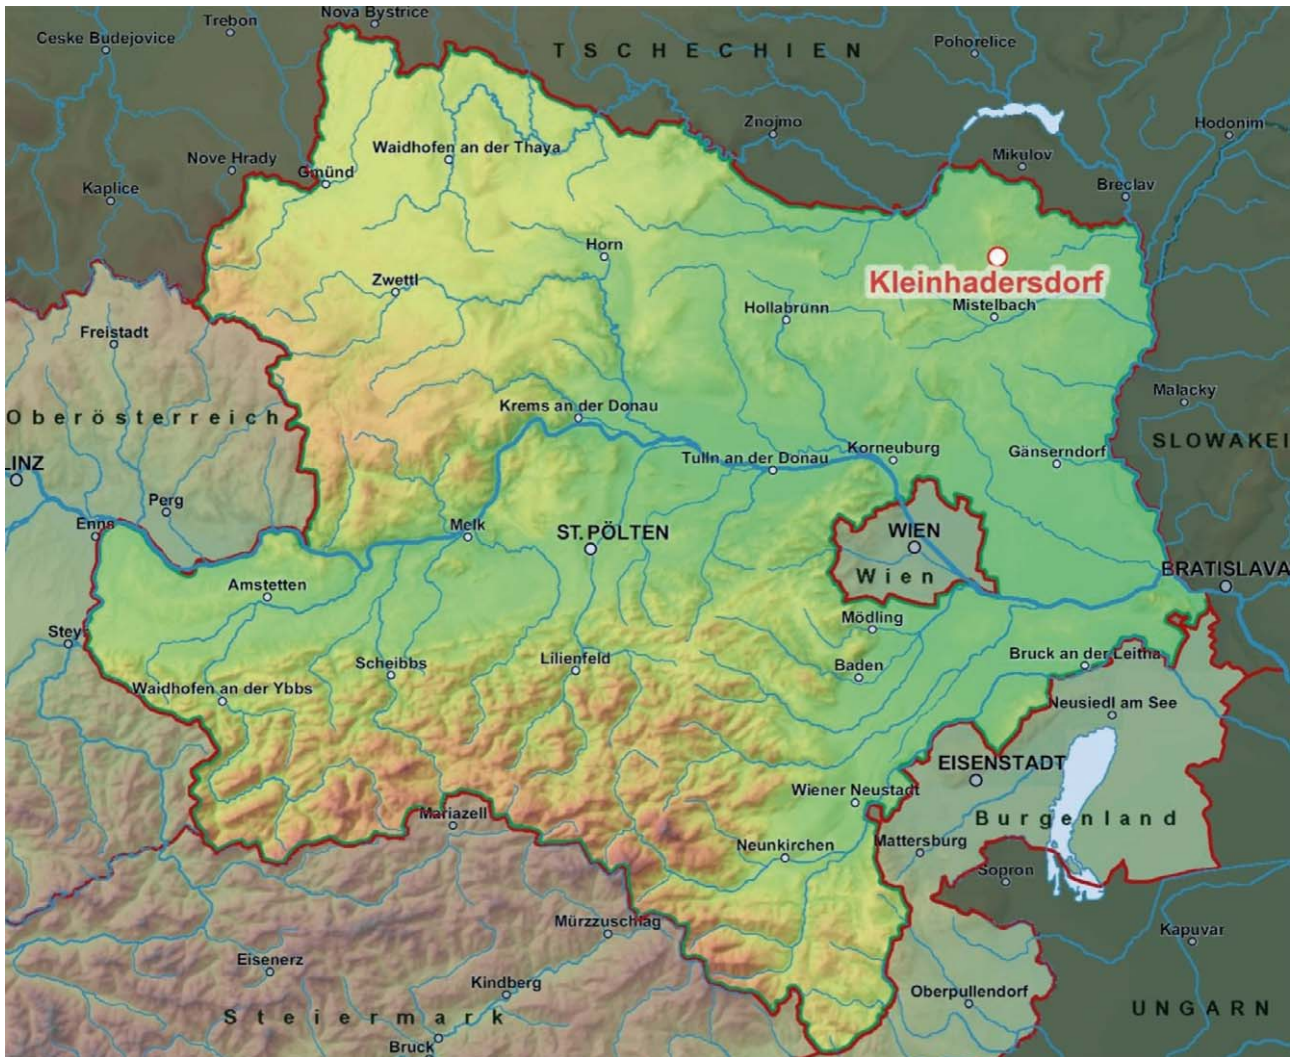 Nova Bystrice
Trebon
Ceske Budejovice
TSCHECHIEN
Pohorelice
Znojmo
Hodonim
Waidhofen an der Thaya
Nove Hrady
Mikulov
Gmünd
Kaplice
Breclav
Horn
Zwettl
Kleinhadersdorf
Hollabrunn
Mistelbach
Freistadt
Malacky
Oberösterreich
Krems an der Donau
SLOWAKEI
Korneuburg
Gänserndorf
Tulln an der Donau
LINZ
Perg
Enns
Melk
ST. PÖLTEN
WIEN
BRATISLAVA
Wien
Amstetten
Mödling
Steyr
Bruck an der Leitha
Scheibbs
Lilienfeld
Baden
Waidhofen an der Ybbs
Neusiedl am See
EISENSTADT
Wiener Neustadt
Mariazell
Burgenland
Neunkirchen
Mattersburg
Sopron
Mürzzuschlag
Kapuvar
Eisenerz
Kindberg
Oberpullendorf
Steiermark
UNGARN
Bruck